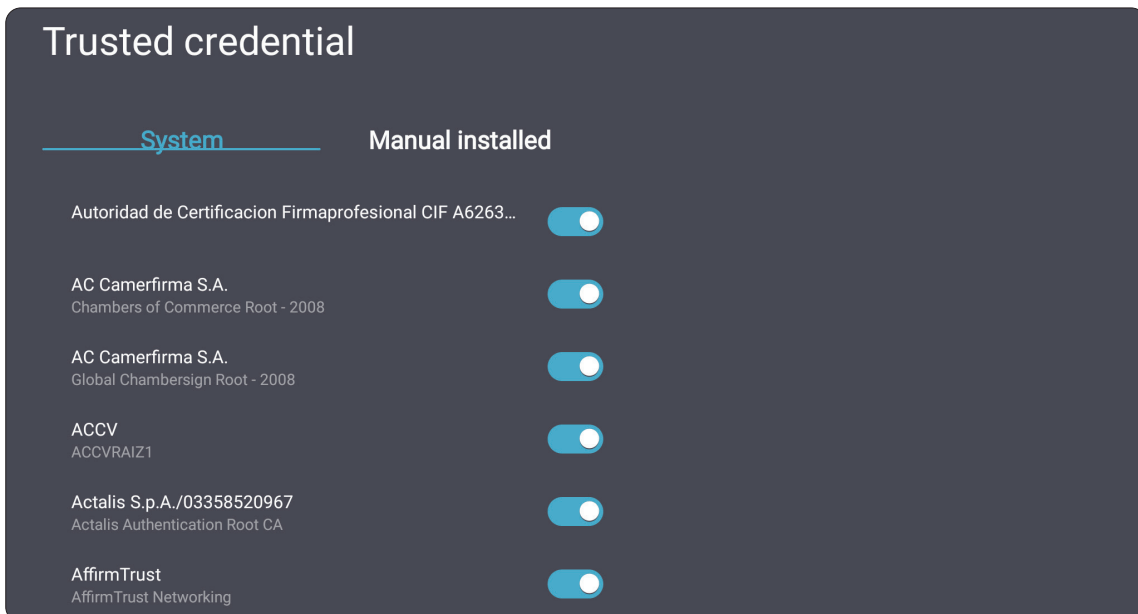 Trusted credential
System
Manual installed
Autoridad de Certificacion Firmaprofesional CIF A6263...
AC Camerfirma S.A.
Chambers of Commerce Root - 2008
AC Camerfirma S.A.
Global Chambersign Root - 2008
ACCV
ACCVRAIZ1
Actalis S.p.A./03358520967
Actalis Authentication Root CA
AffirmTrust
AffirmTrust Networking